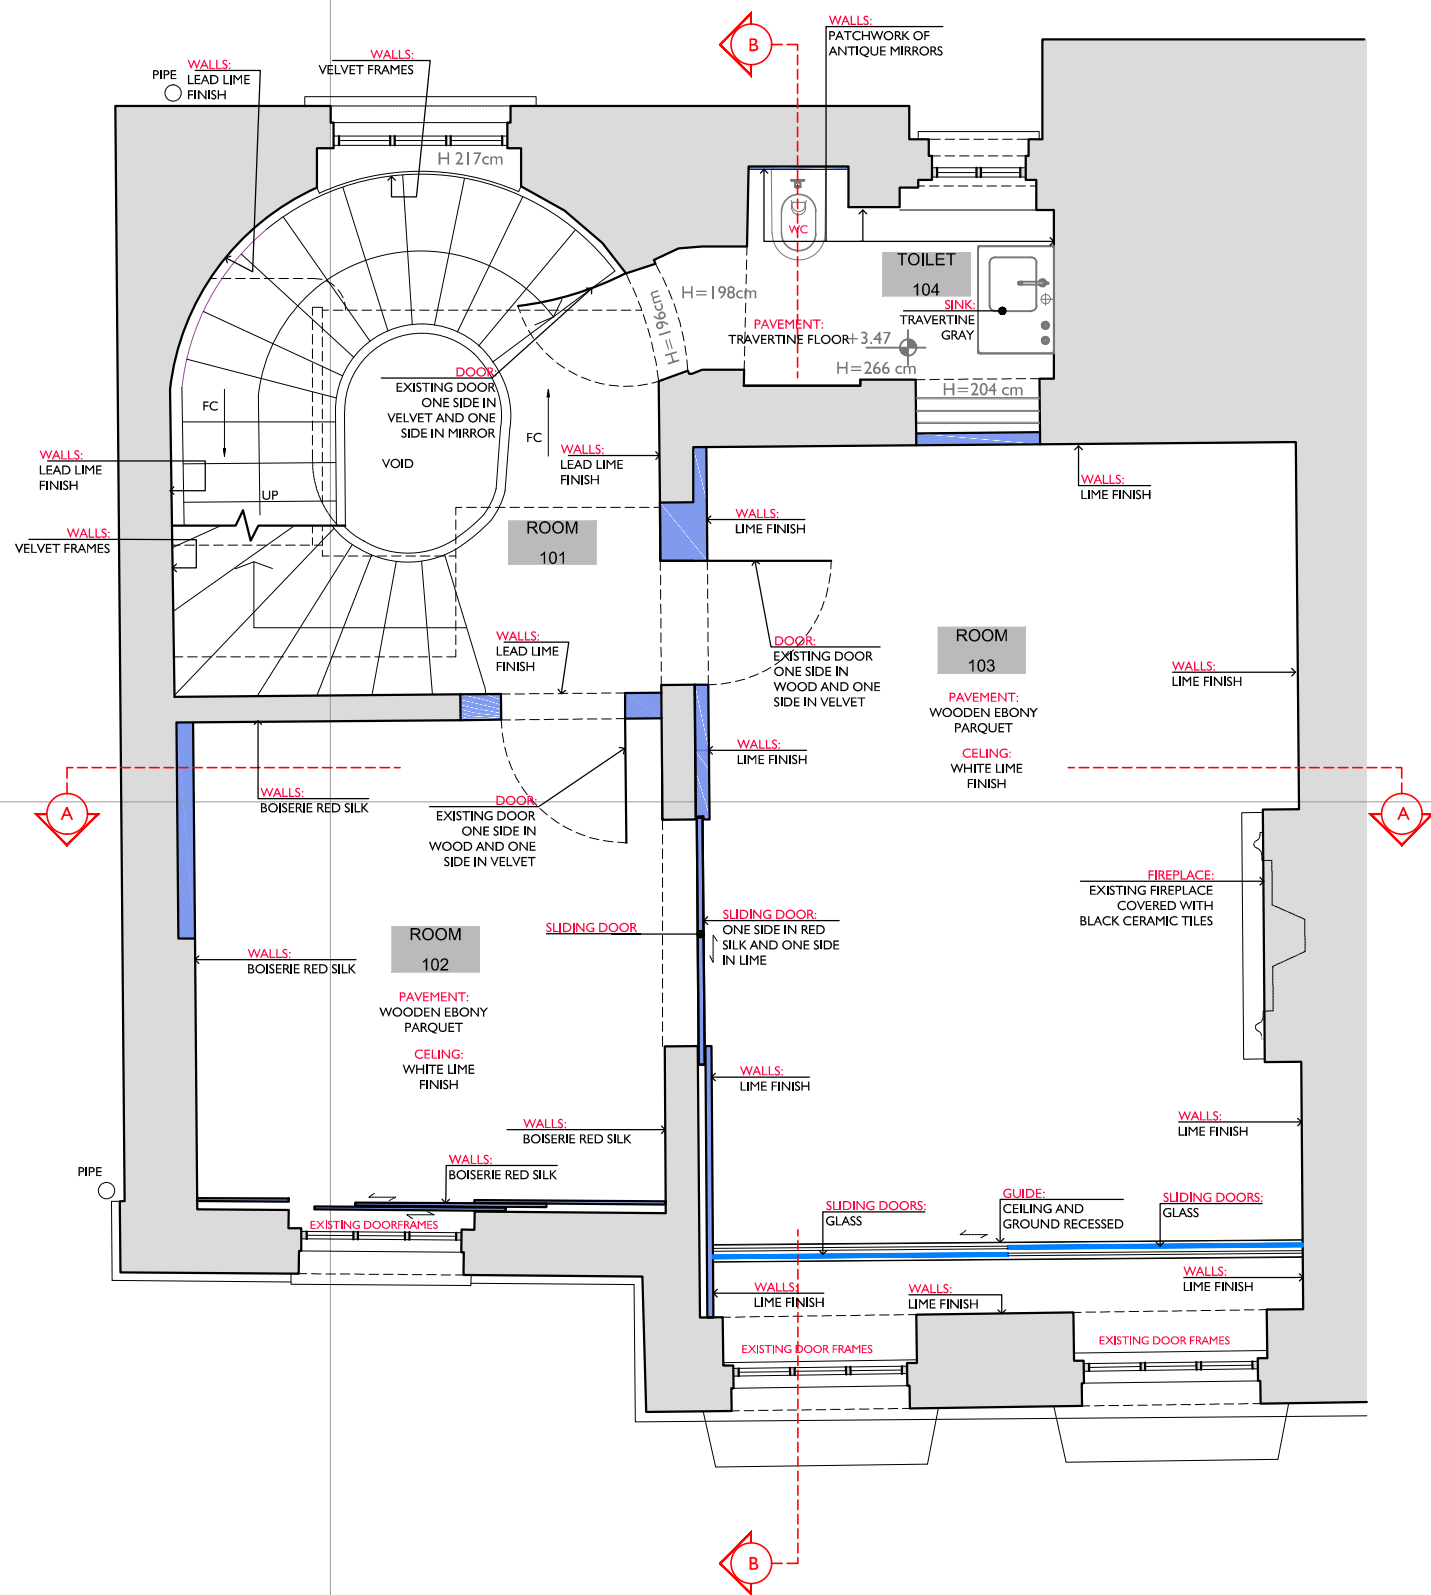 B
WALLS:
PATCHWORK OF
ANTIQUE MIRRORS
WALLS:
VELVET FRAMES
PIPE
WALLS:
LEAD LIME
FINISH
H 217cm
WC
TOILET
104
H=198cm
H=196cm
SINK:
TRAVERTINE
GRAY
PAVEMENT:
TRAVERTINE FLOOR
+3.47
H=266 cm
H=204 cm
DOOR:
EXISTING DOOR
ONE SIDE IN
VELVET AND ONE
SIDE IN MIRROR
FC
FC
VOID
UP
WALLS:
LEAD LIME
FINISH
WALLS:
LEAD LIME
FINISH
WALLS:
LIME FINISH
WALLS:
LIME FINISH
WALLS:
VELVET FRAMES
ROOM
101
WALLS:
LEAD LIME
FINISH
DOOR:
EXISTING DOOR
ONE SIDE IN
WOOD AND ONE
SIDE IN VELVET
ROOM
103
PAVEMENT:
WOODEN EBONY
PARQUET
CELING:
WHITE LIME
FINISH
WALLS:
LIME FINISH
WALLS:
LIME FINISH
A
A
WALLS:
BOISERIE RED SILK
DOOR:
EXISTING DOOR
ONE SIDE IN
WOOD AND ONE
SIDE IN VELVET
FIREPLACE:
EXISTING FIREPLACE
COVERED WITH
BLACK CERAMIC TILES
SLIDING DOOR
SLIDING DOOR:
ONE SIDE IN RED
SILK AND ONE SIDE
IN LIME
ROOM
102
WALLS:
BOISERIE RED SILK
PAVEMENT:
WOODEN EBONY
PARQUET
CELING:
WHITE LIME
FINISH
WALLS:
LIME FINISH
WALLS:
BOISERIE RED SILK
WALLS:
LIME FINISH
WALLS:
BOISERIE RED SILK
PIPE
EXISTING DOORFRAMES
SLIDING DOORS:
GLASS
GUIDE:
CEILING AND
GROUND RECESSED
SLIDING DOORS:
GLASS
WALLS:
LIME FINISH
WALLS:
LIME FINISH
WALLS:
LIME FINISH
EXISTING DOOR FRAMES
EXISTING DOOR FRAMES
B